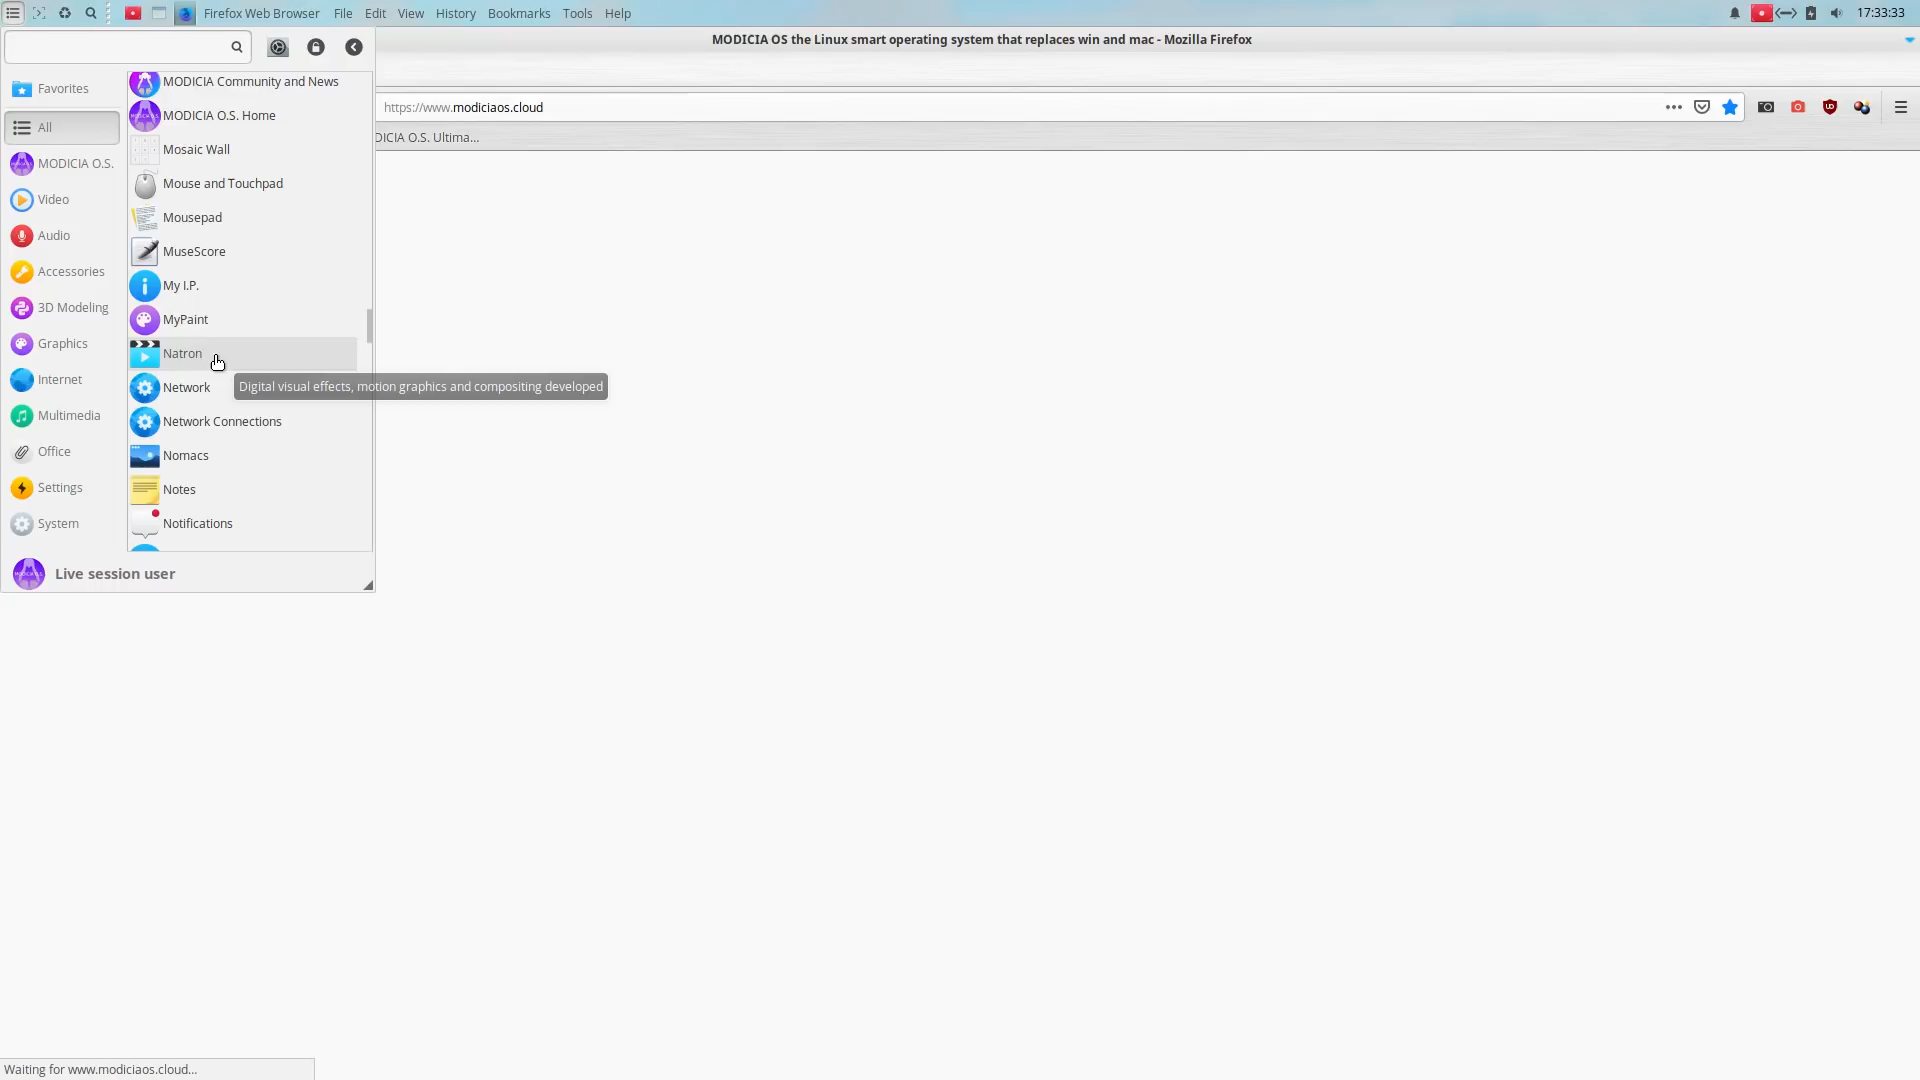 Firefox Web Browser File Edit View History Bookmarks Tools Help 17:33:33
MODICIA OS the Linux smart operating system that replaces win and mac - Mozilla Firefox
https://www.modiciaos.cloud
DICIA O.S. Ultima...
Favorites
All
MODICIA O.S.
Video
Audio
Accessories
3D Modeling
Graphics
Internet
Multimedia
Office
Settings
System
MODICIA Community and News
MODICIA O.S. Home
Mosaic Wall
Mouse and Touchpad
Mousepad
MuseScore
My I.P.
MyPaint
Natron
Digital visual effects, motion graphics and compositing developed
Network
Network Connections
Nomacs
Notes
Notifications
Live session user
Waiting for www.modiciaos.cloud...